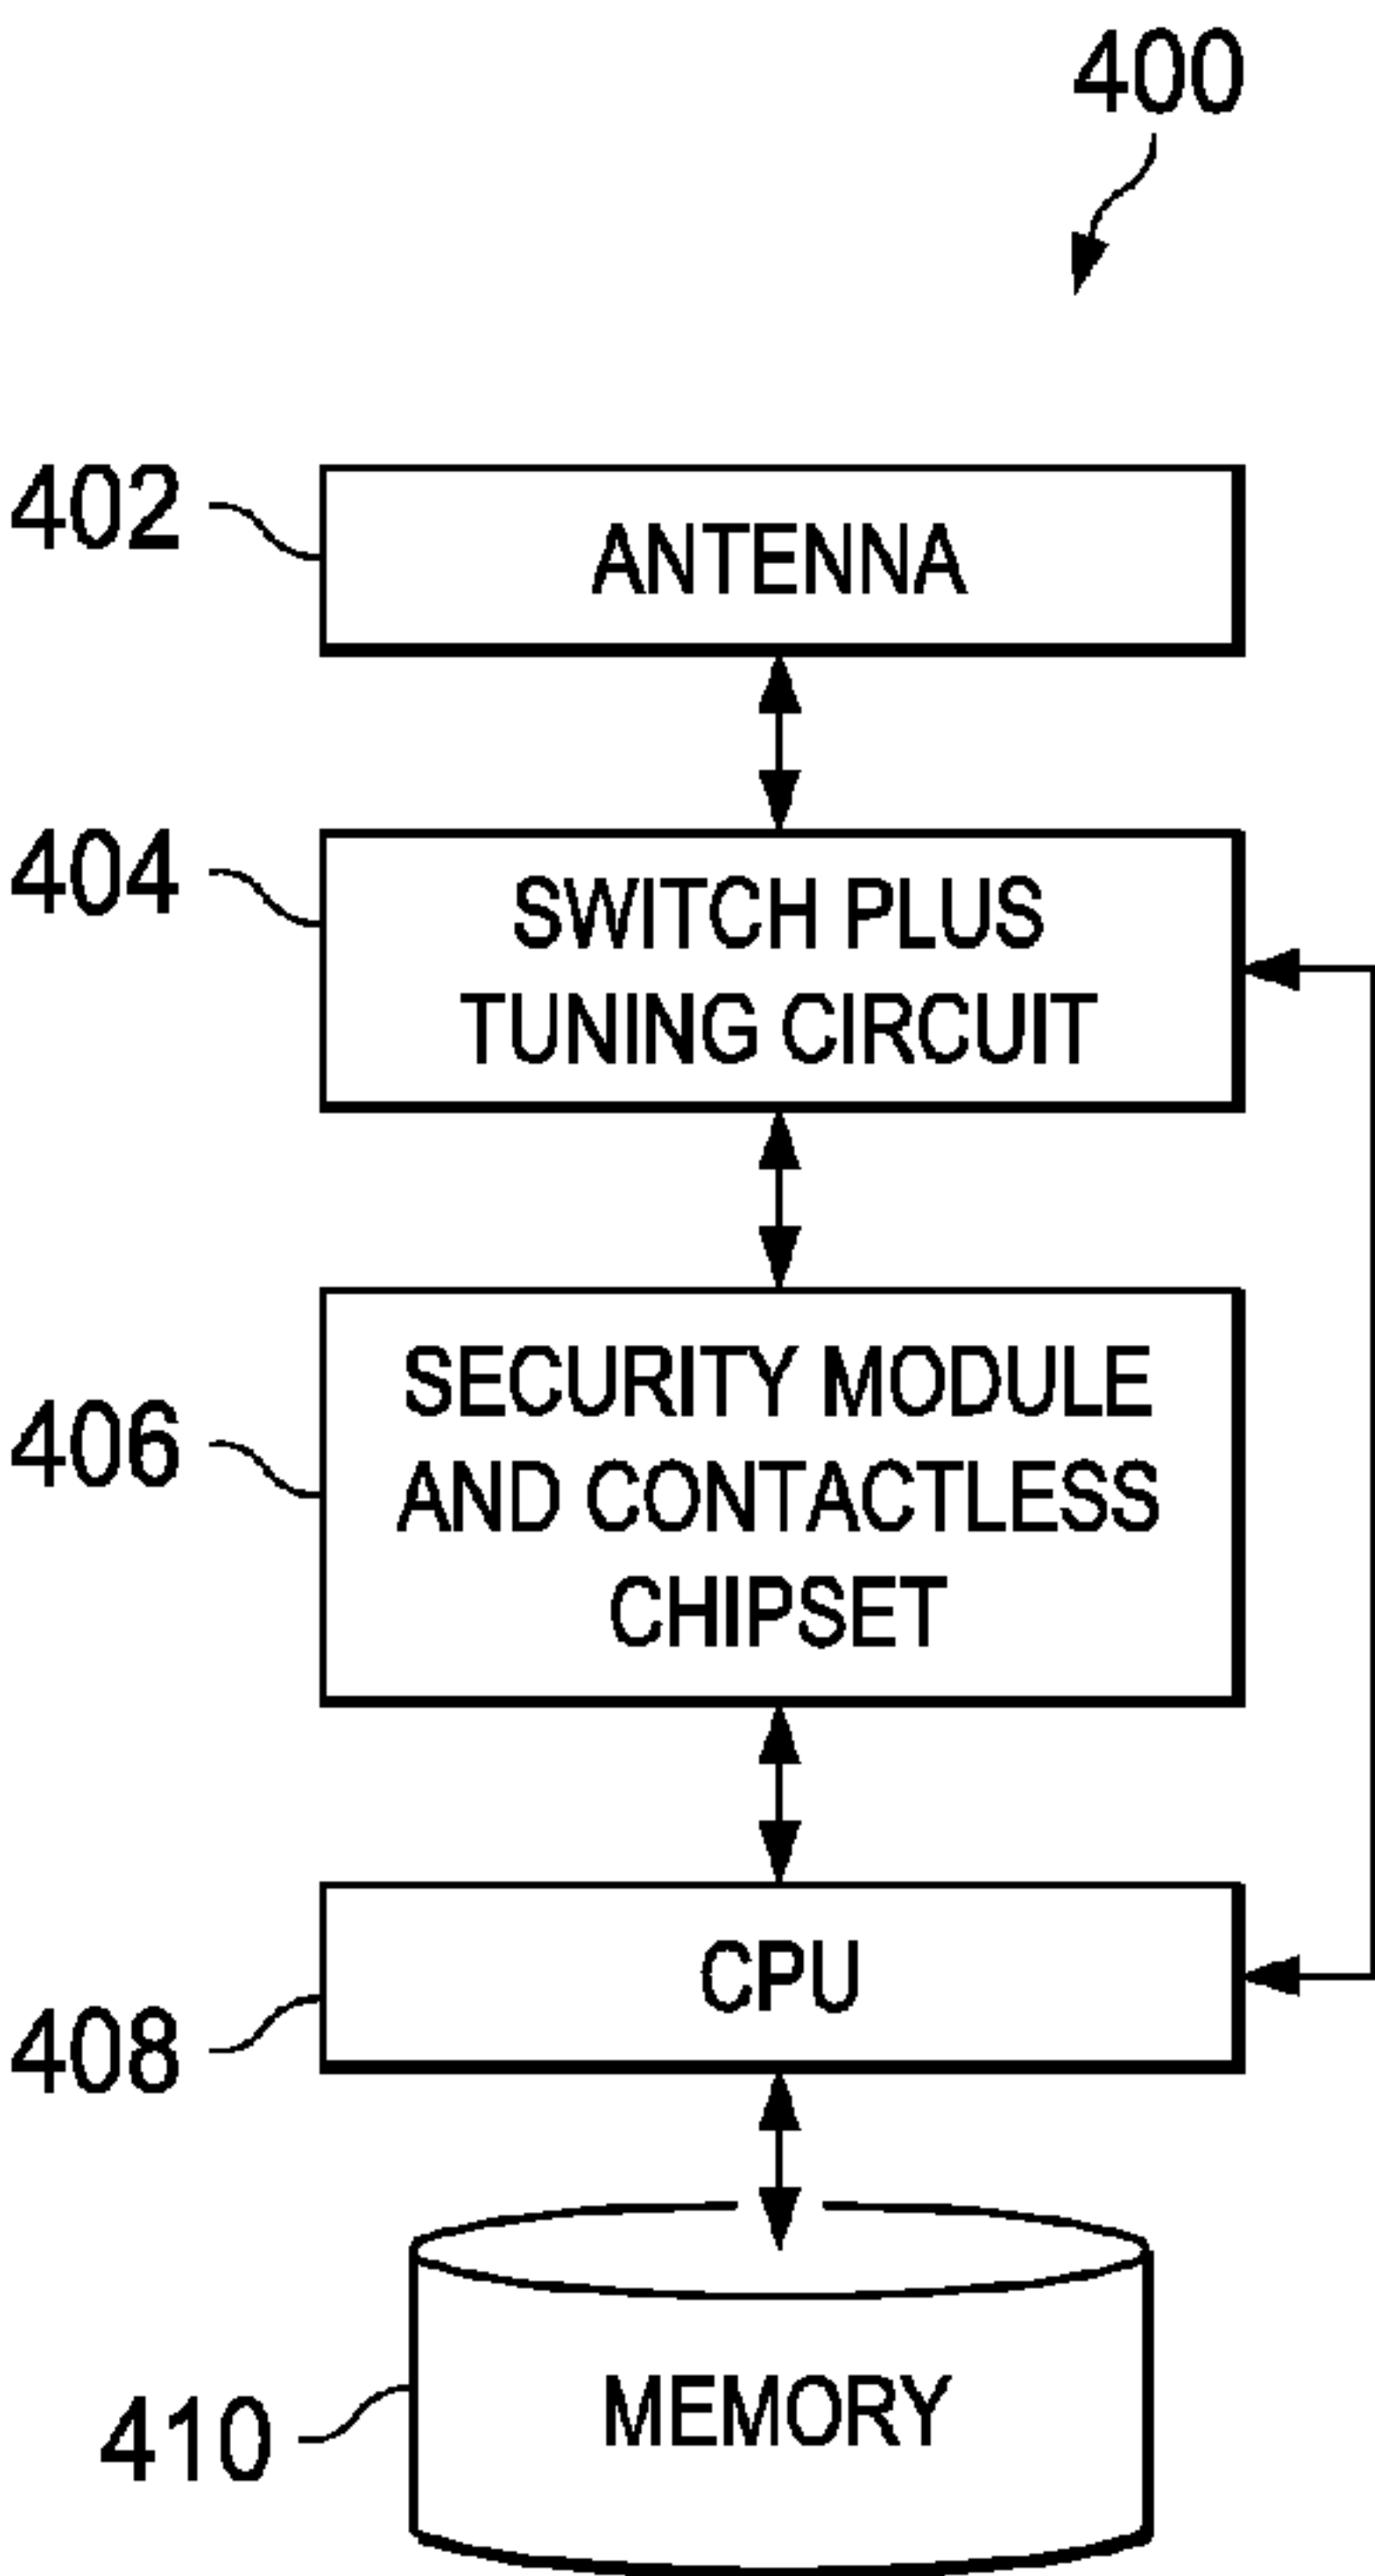 400
402
ANTENNA
404
SWITCH PLUS
TUNING CIRCUIT
406
SECURITY MODULE
AND CONTACTLESS
CHIPSET
408
CPU
410
MEMORY